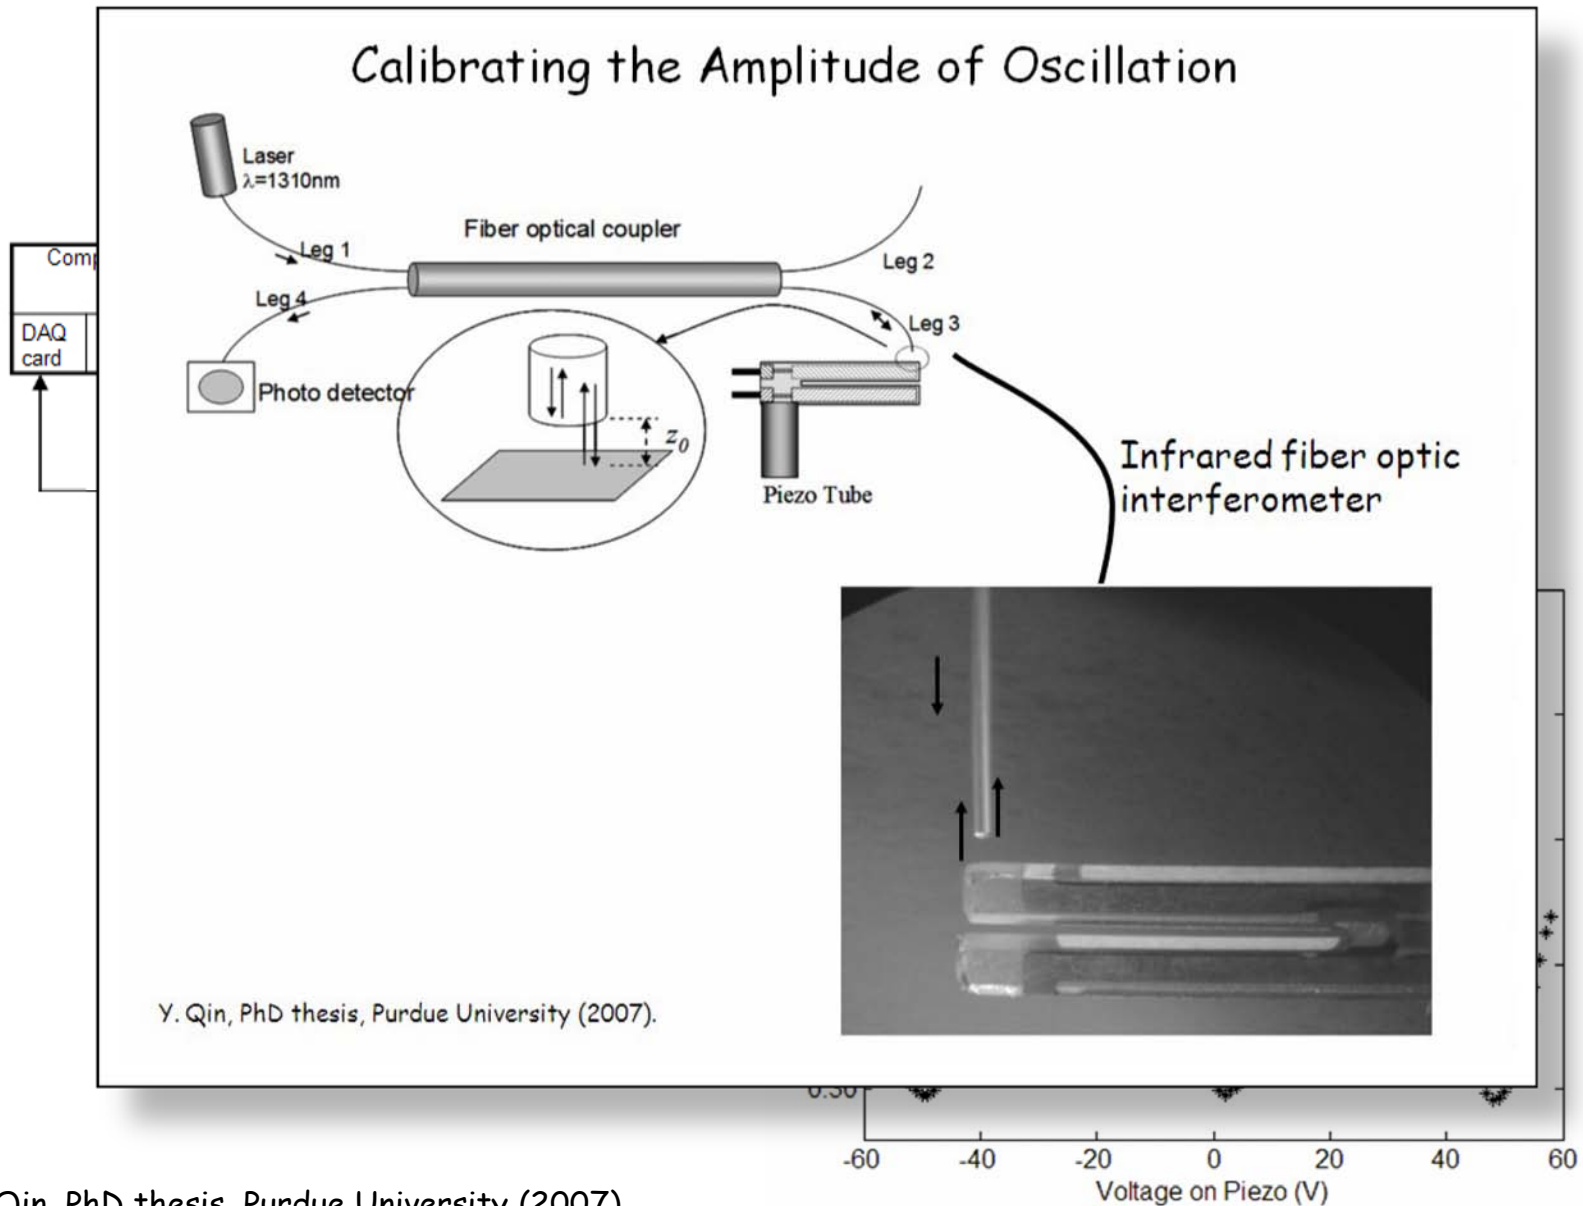 Calibrating the Amplitude of Oscillation
Laser
λ=1310nm
Fiber optical coupler
Leg 1
Leg 2
Leg 4
Leg 3
DAQ
card
Photo detector
z0
Piezo Tube
Infrared fiber optic
interferometer
Y. Qin, PhD thesis, Purdue University (2007).
0.30
-60 -40 -20 0 20 40 60
Voltage on Piezo (V)
Qin, PhD thesis, Purdue University (2007)